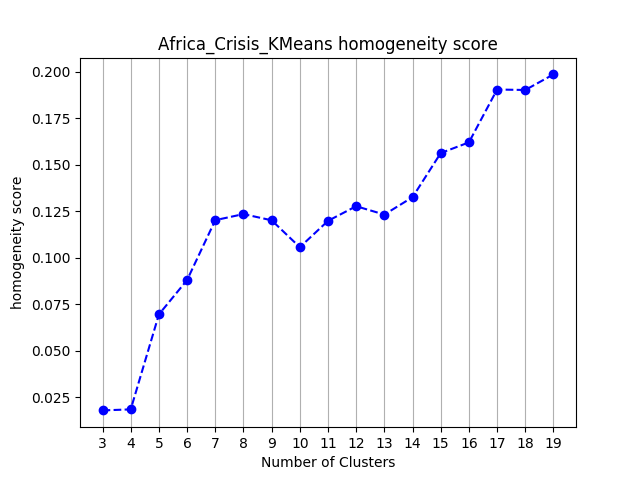 Africa_Crisis_KMeans homogeneity score
0.200
0.175
0.150
0.125
0.100
0.075
0.050
0.025
homogeneity score
3 4 5 6 7 8 9 10 11 12 13 14 15 16 17 18 19
Number of Clusters